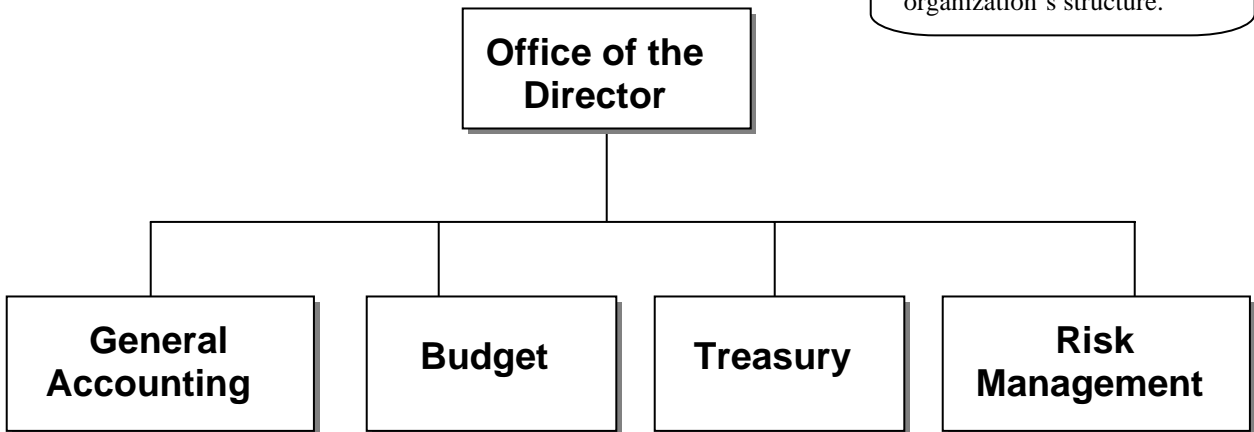 organization's structure.
Office of the
Director
General
Accounting
Budget
Treasury
Risk
Management